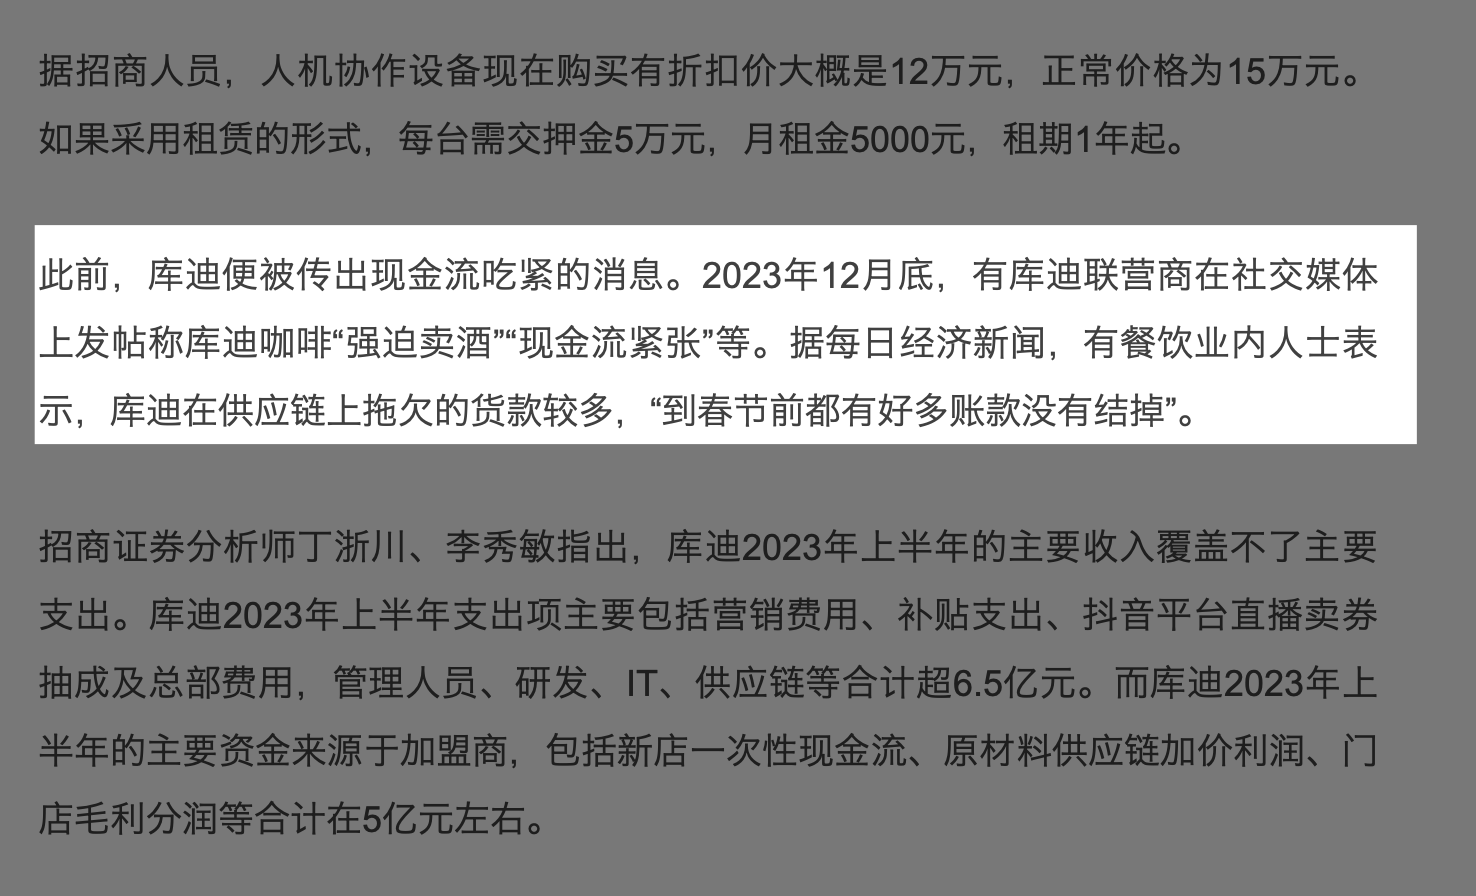 据招商人员，人机协作设备现在购买有折扣价大概是12万元，正常价格为15万元。
如果采用租赁的形式，每台需交押金5万元，月租金5000元，租期1年起。
此前，库迪便被传出现金流吃紧的消息。2023年12月底，有库迪联营商在社交媒体
上发帖称库迪咖啡“强迫卖酒”“现金流紧张”等。据每日经济新闻，有餐饮业内人士表
示，库迪在供应链上拖欠的货款较多，“到春节前都有好多账款没有结掉”。
招商证券分析师丁浙川、李秀敏指出，库迪2023年上半年的主要收入覆盖不了主要
支出。库迪2023年上半年支出项主要包括营销费用、补贴支出、抖音平台直播卖券
抽成及总部费用，管理人员、研发、IT、供应链等合计超6.5亿元。而库迪2023年上
半年的主要资金来源于加盟商，包括新店一次性现金流、原材料供应链加价利润、门
店毛利分润等合计在5亿元左右。